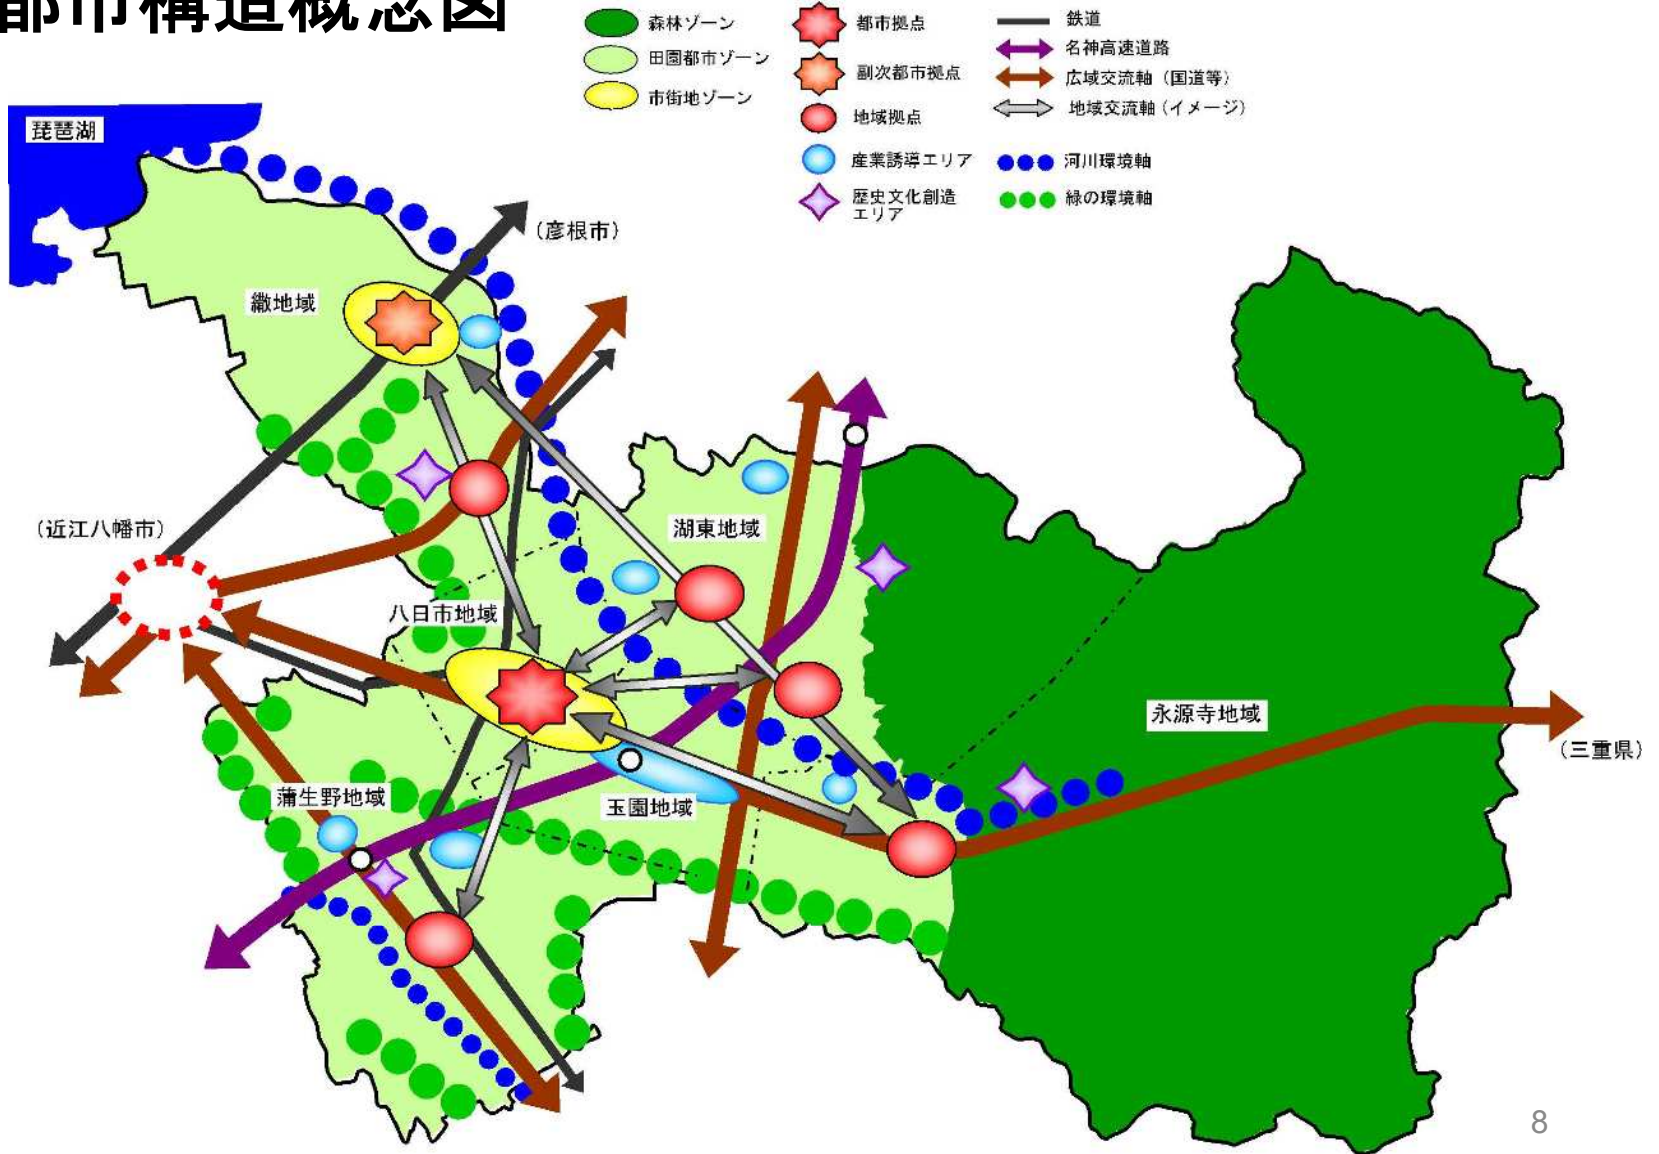 都市構造概念図
森林ゾーン
田園都市ゾーン
市街地ゾーン
都市拠点
副次都市拠点
地域拠点
産業誘導エリア
歴史文化創造
エリア
鉄道
名神高速道路
広域交流軸（国道等）
地域交流軸（イメージ）
河川環境軸
緑の環境軸
琵琶湖
（彦根市）
（近江八幡市）
湖東地域
八日市地域
永源寺地域
（三重県）
蒲生野地域
玉園地域
8